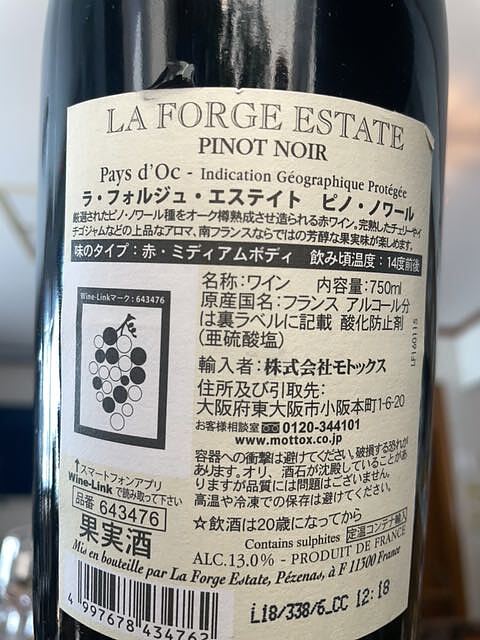 LA FORGE ESTATE
PINOT NOIR
Pays d'Oc - Indication Géographique Protégée
ラ・フォルジュ・エステイト ピノ・ノワール
厳選されたピノ・ノワール種をオーク樽熟成させ造られる赤ワイン。完熟したチェリーやイ
チゴジャムなどの上品なアロマ、南フランスならではの芳醇な果実味が楽しめます。
味のタイプ：赤・ミディアムボディ 飲み頃温度：14度前後
Wine-Linkマーク：643476
名称：ワイン 内容量：750ml
原産国名：フランス アルコール分
は裏ラベルに記載 酸化防止剤
(亜硫酸塩)
輸入者：株式会社モトックス
住所及び引取先：
大阪府東大阪市小阪本町1-6-20
お客様相談室 0120-344101
www.mottox.co.jp
LF160115
容器への衝撃は避けてください。破損する恐れが
あります。オリ、酒石が沈殿していることがあ
りますが品質には問題はございません。
高温や冷凍での保存は避けてください。
↑スマートフォンアプリ
Wine-Linkで読み取って下さい
品番 643476
果実酒
☆飲酒は20歳になってから
Contains sulphites 定温コンテナ輸入
ALC.13.0% - PRODUIT DE FRANCE
Mis en bouteille par La Forge Estate, Pézenas, à F 11300 France
4 997678 434762
L18/338/6_CC 12:18